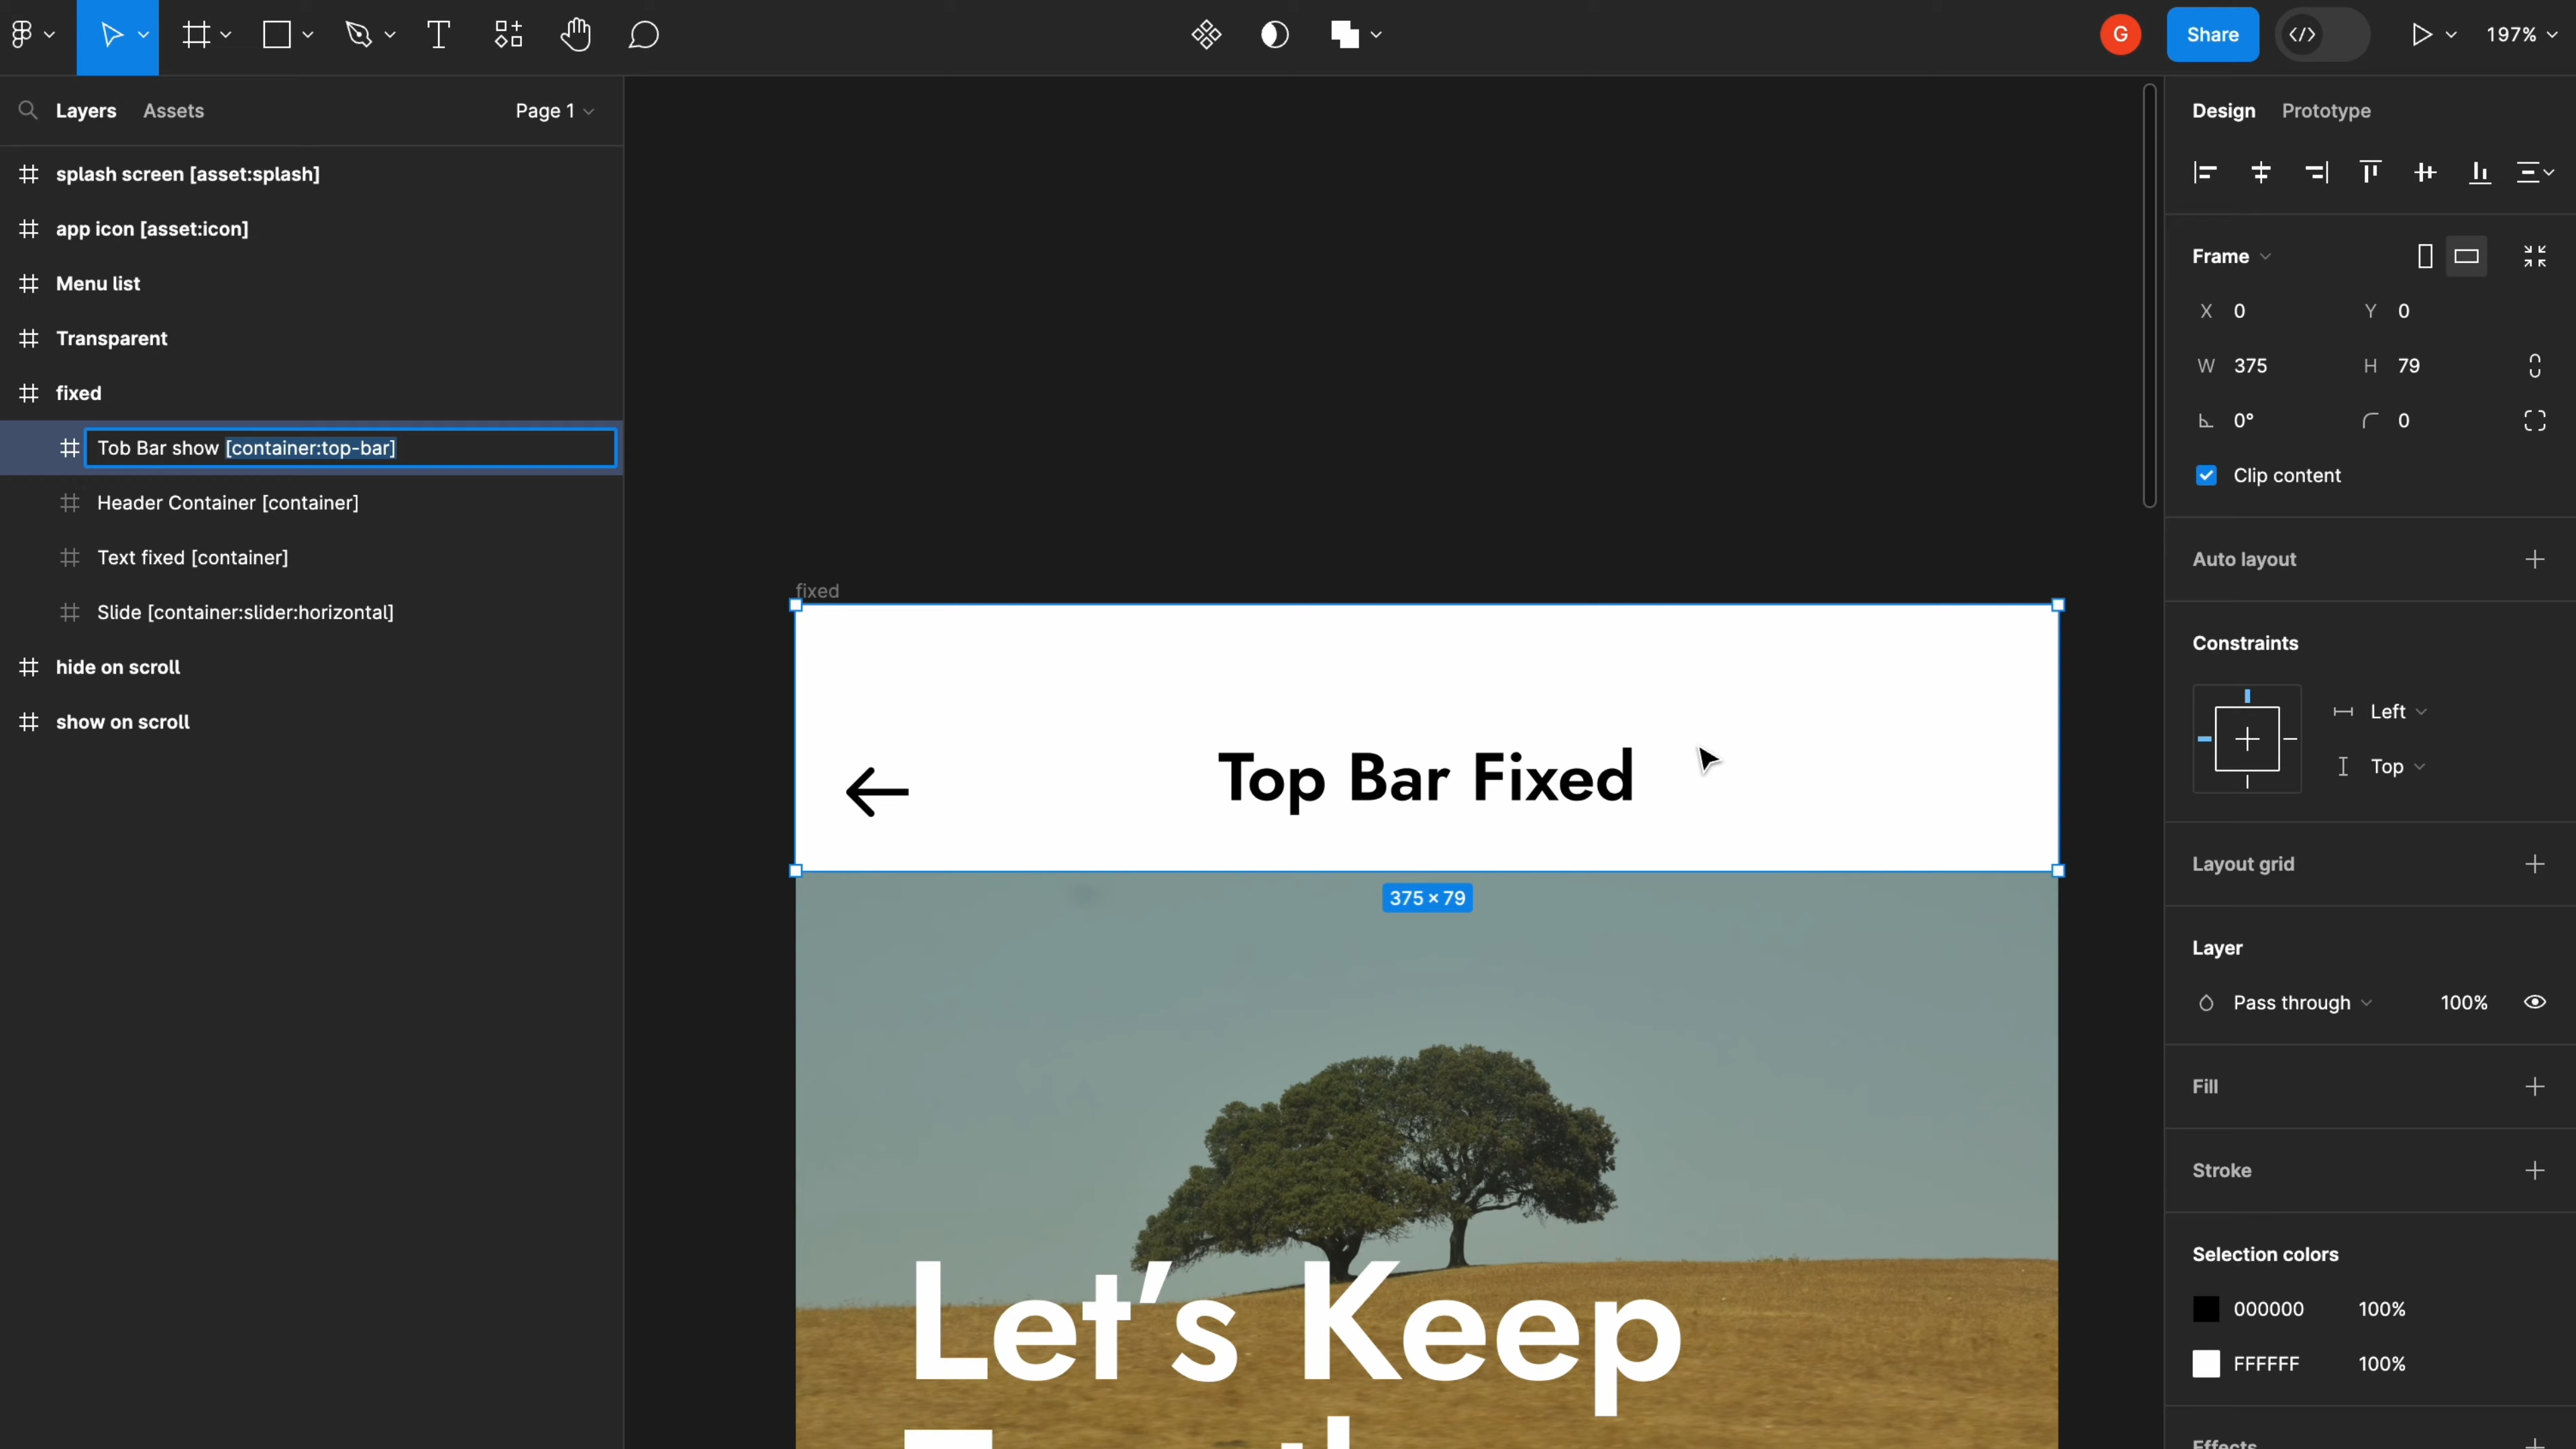 G
Share
197%
Layers
Assets
Page 1
Design
Prototype
splash screen [asset:splash]
app icon [asset:icon]
Menu list
Transparent
fixed
Tob Bar show [container:top-bar]
Header Container [container]
Text fixed [container]
Slide [container:slider:horizontal]
hide on scroll
show on scroll
fixed
Top Bar Fixed
375 × 79
Let's Keep
Frame
X 0
Y 0
W 375
H 79
0°
0
Clip content
Auto layout
Constraints
Left
Top
Layout grid
Layer
Pass through
100%
Fill
Stroke
Selection colors
000000
100%
FFFFFF
100%
Effects